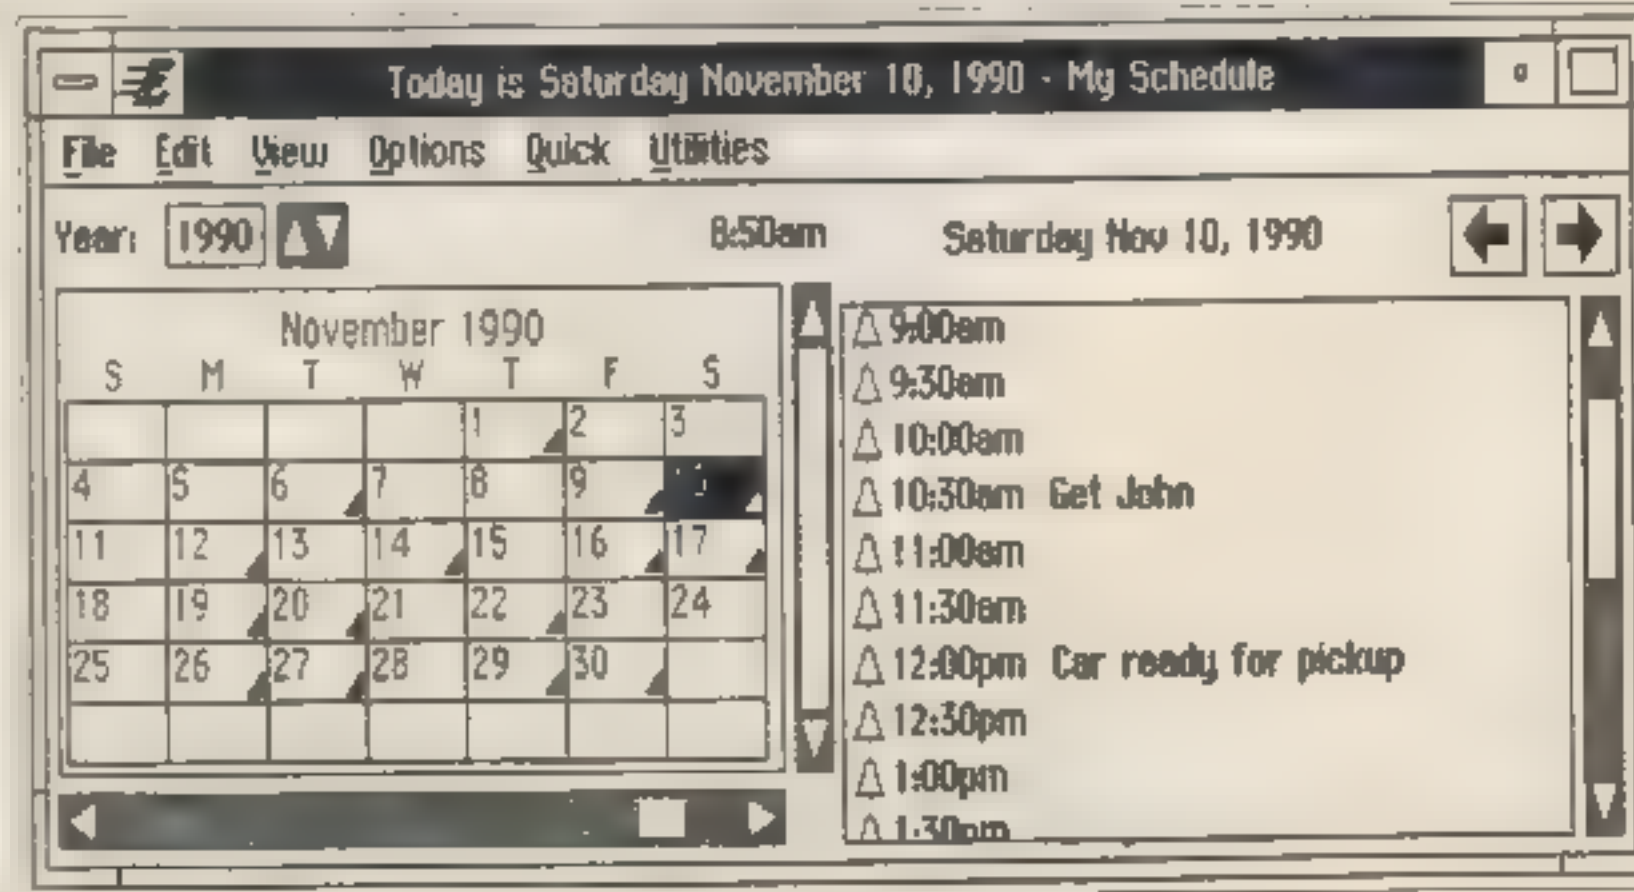 Today is Saturday November 10, 1990 - My Schedule
File Edit View Options Quick Utilities
Year: 1990 8:50am Saturday Nov 10, 1990
November 1990
S M T W T F S
1 2 3
4 5 6 7 8 9
11 12 13 14 15 16 17
18 19 20 21 22 23 24
25 26 27 28 29 30
9:00am
9:30am
10:00am
10:30am Get John
11:00am
11:30am
12:00pm Car ready for pickup
12:30pm
1:00pm
1:30pm